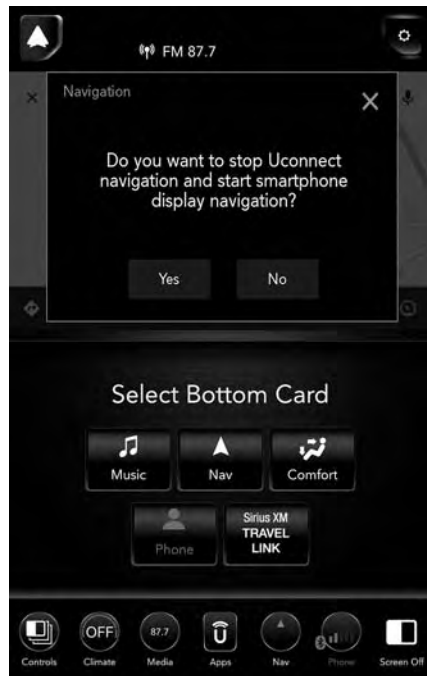 FM 87.7
Navigation
Do you want to stop Uconnect
navigation and start smartphone
display navigation?
Yes
No
Select Bottom Card
Music
Nav
Comfort
Phone
Sirius XM
TRAVEL
LINK
OFF
87.7
Controls
Climate
Media
Apps
Nav
Phone
Screen Off